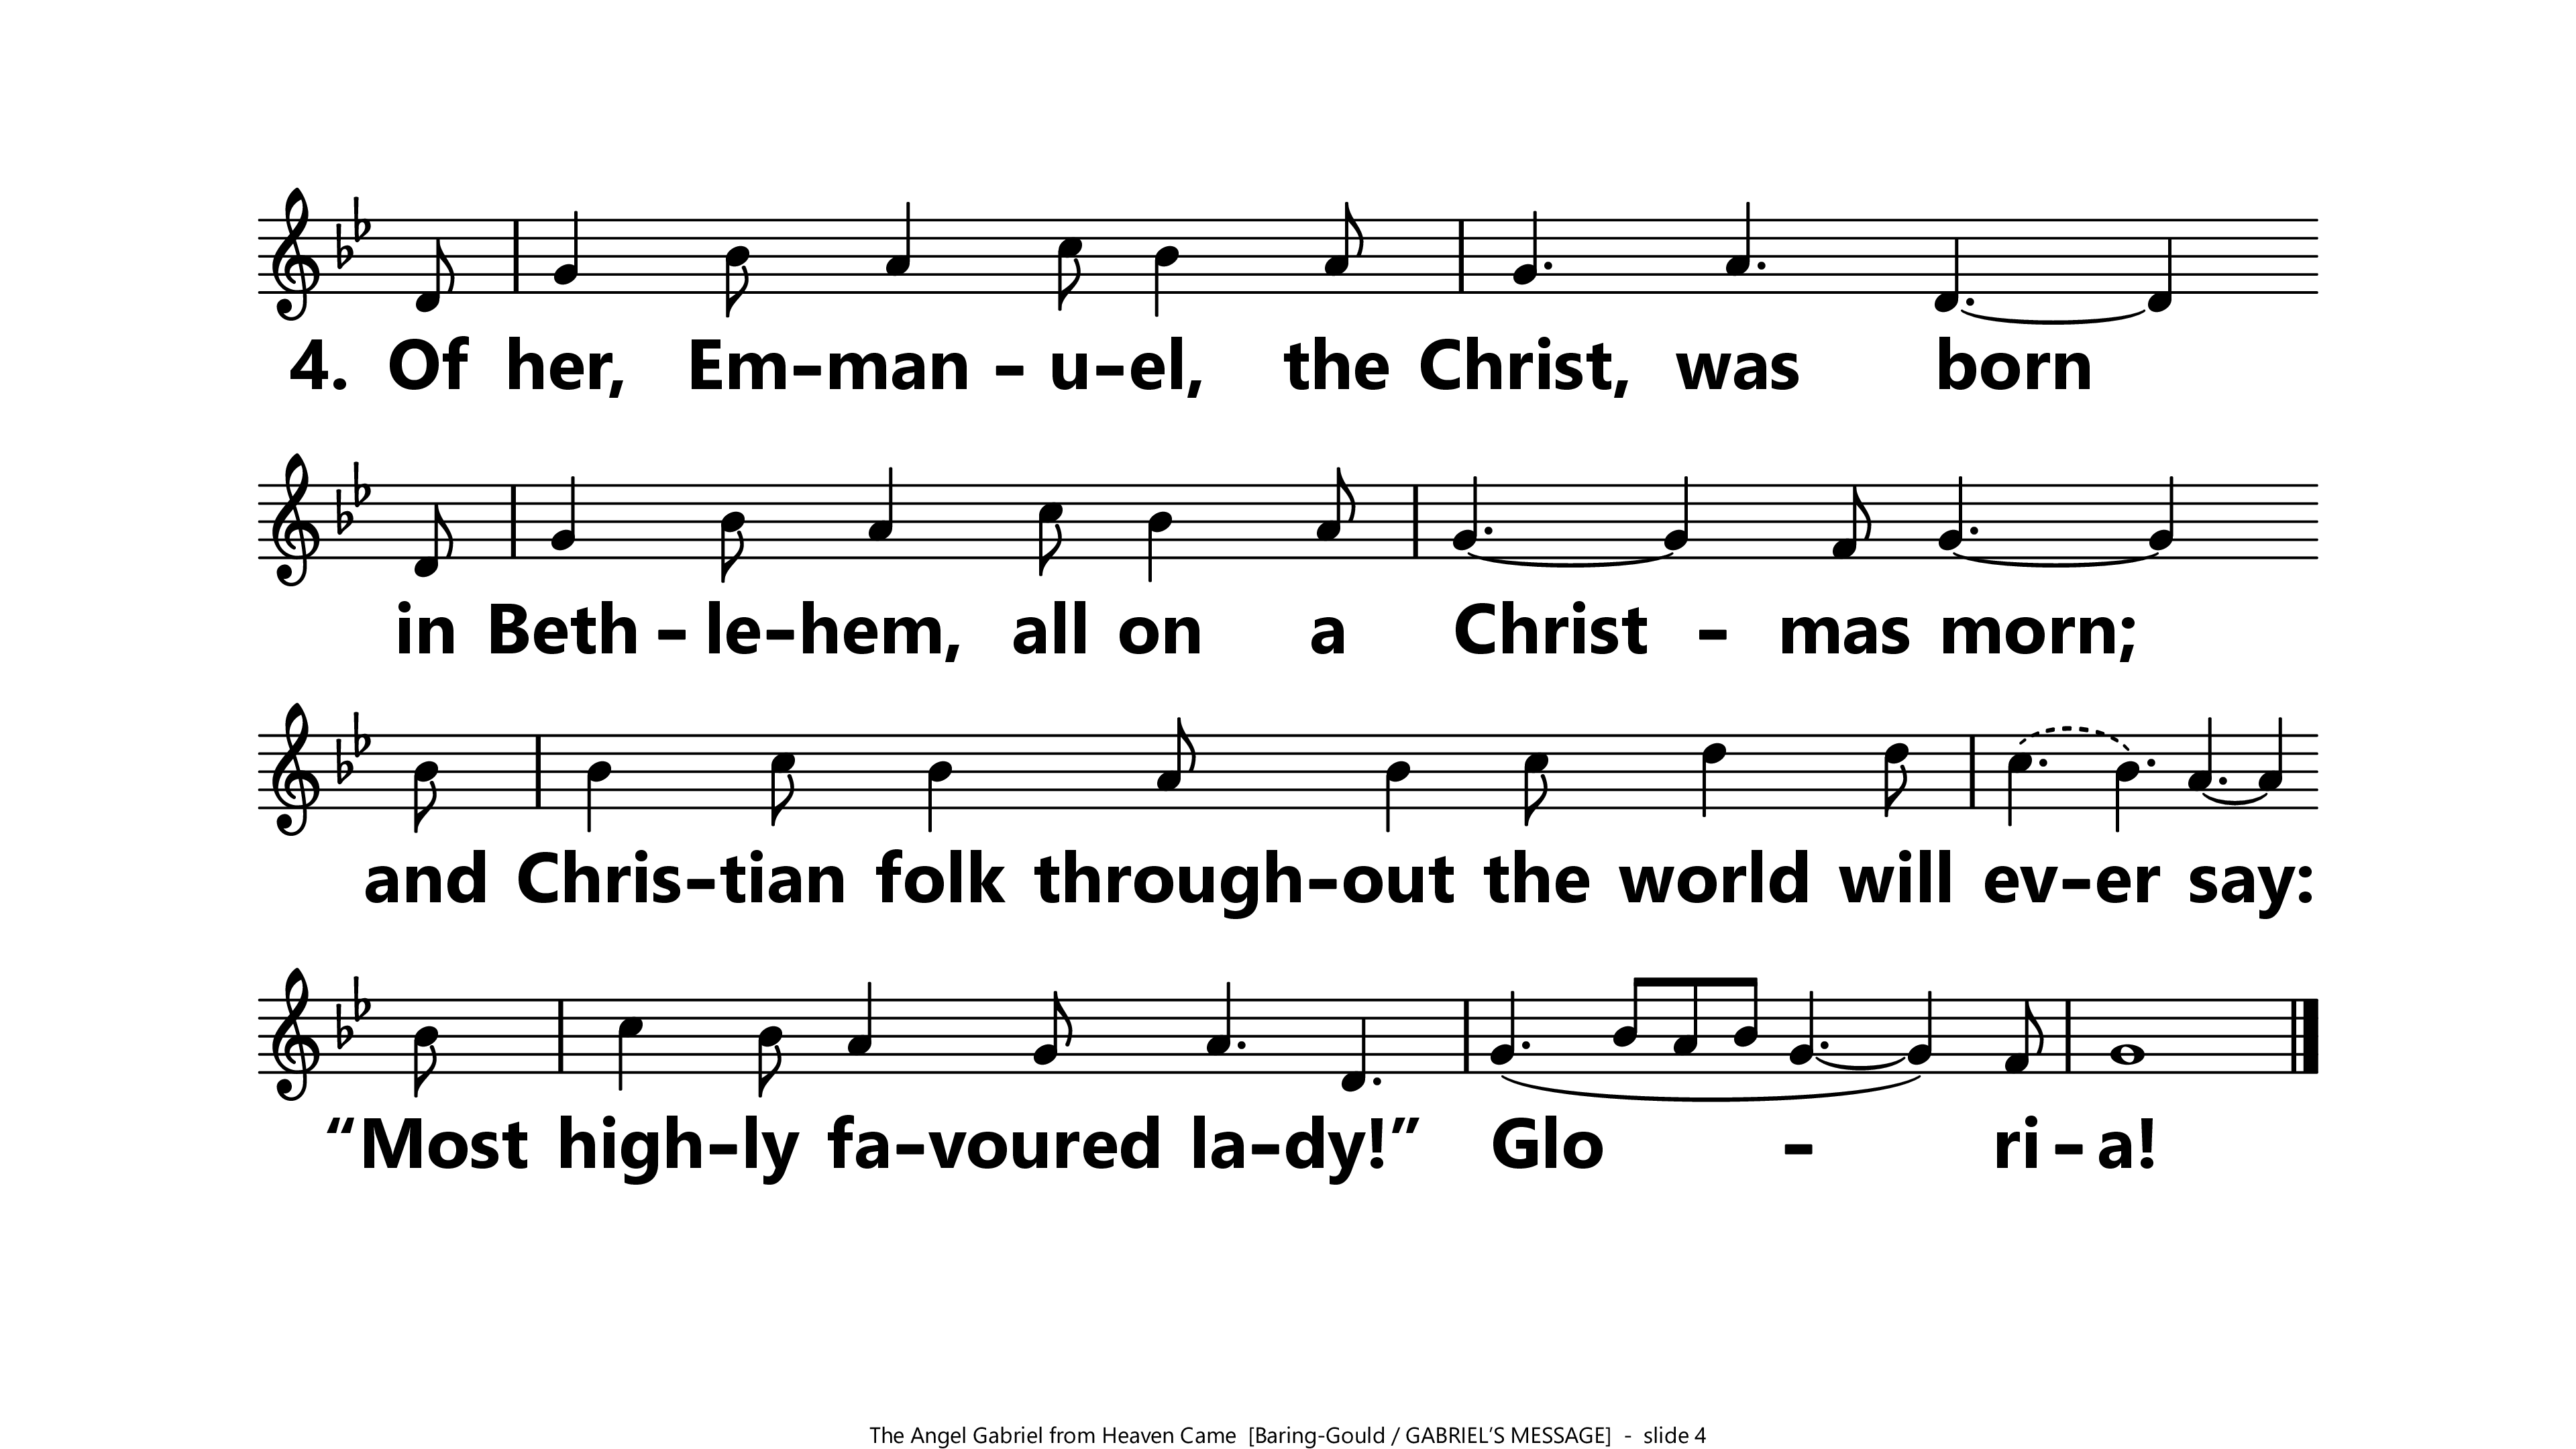 4. Of her, Em-man - u-el, the Christ, was born
in Beth - le-hem, all on a Christ - mas morn;
and Chris-tian folk through-out the world will ev-er say:
“Most high-ly fa-voured la-dy!” Glo - ri - a!
The Angel Gabriel from Heaven Came [Baring-Gould / GABRIEL’S MESSAGE] - slide 4